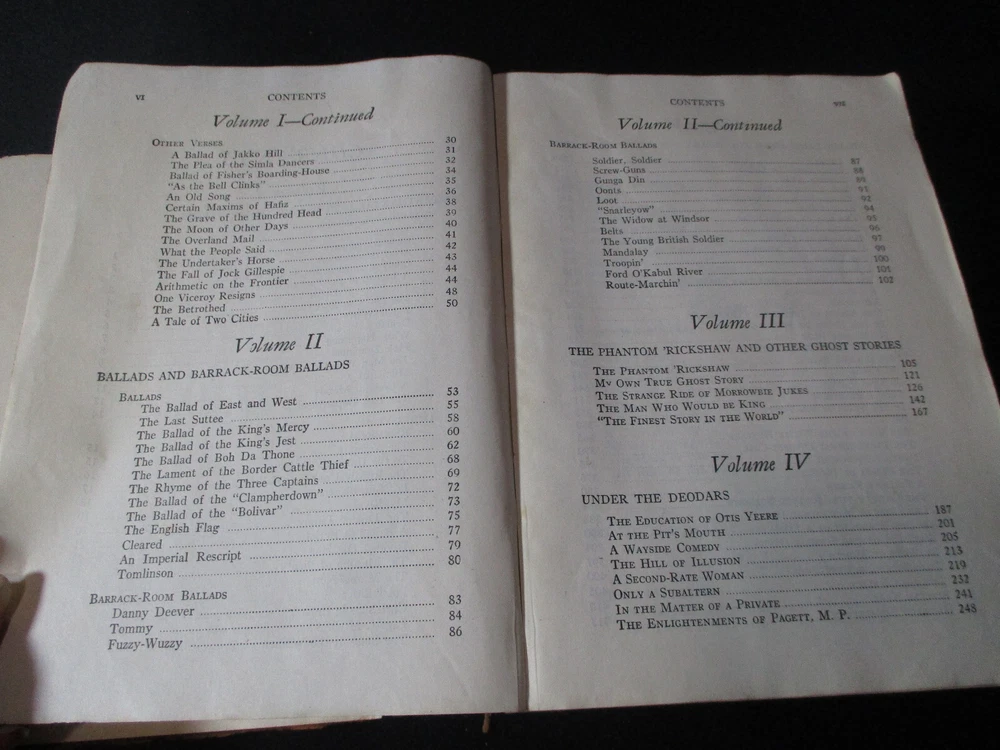 VI
CONTENTS
Volume I—Continued
OTHER VERSES
A Ballad of Jakko Hill 30
The Plea of the Simla Dancers 31
Ballad of Fisher's Boarding-House 32
"As the Bell Clinks" 34
An Old Song 35
Certain Maxims of Hafiz 36
The Grave of the Hundred Head 38
The Moon of Other Days 39
The Overland Mail 40
What the People Said 41
The Undertaker's Horse 42
The Fall of Jock Gillespie 43
Arithmetic on the Frontier 44
One Viceroy Resigns 44
The Betrothed 48
A Tale of Two Cities 50
Volume II
BALLADS AND BARRACK-ROOM BALLADS
BALLADS
The Ballad of East and West 53
The Last Suttee 55
The Ballad of the King's Mercy 58
The Ballad of the King's Jest 60
The Ballad of Boh Da Thone 62
The Lament of the Border Cattle Thief 68
The Rhyme of the Three Captains 69
The Ballad of the "Clampherdown" 72
The Ballad of the "Bolivar" 73
The English Flag 75
Cleared 77
An Imperial Rescript 79
Tomlinson 80
BARRACK-ROOM BALLADS
Danny Deever 83
Tommy 84
Fuzzy-Wuzzy 86
CONTENTS
VII
Volume II—Continued
BARRACK-ROOM BALLADS
Soldier, Soldier 87
Screw-Guns 88
Gunga Din 89
Oonts 91
Loot 92
"Snarleyow" 94
The Widow at Windsor 95
Belts 96
The Young British Soldier 97
Mandalay 99
Troopin' 100
Ford O'Kabul River 101
Route-Marchin' 102
Volume III
THE PHANTOM 'RICKSHAW AND OTHER GHOST STORIES
THE PHANTOM 'RICKSHAW 105
MY OWN TRUE GHOST STORY 121
THE STRANGE RIDE OF MORROWBIE JUKES 126
THE MAN WHO WOULD BE KING 142
"THE FINEST STORY IN THE WORLD" 167
Volume IV
UNDER THE DEODARS
THE EDUCATION OF OTIS YEERE 187
AT THE PIT'S MOUTH 201
A WAYSIDE COMEDY 205
THE HILL OF ILLUSION 213
A SECOND-RATE WOMAN 219
ONLY A SUBALTERN 232
IN THE MATTER OF A PRIVATE 241
THE ENLIGHTENMENTS OF PAGETT, M. P. 248